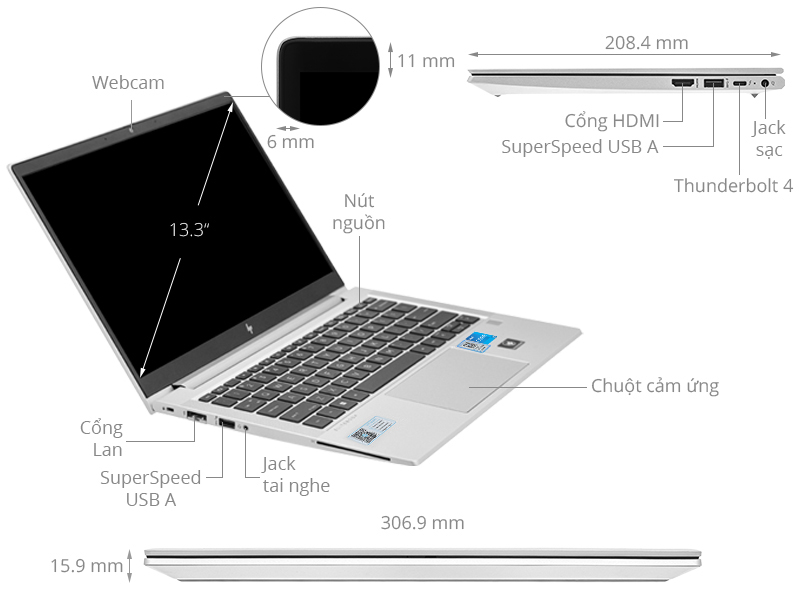 208.4 mm
11 mm
Webcam
Cổng HDMI
SuperSpeed USB A
Jack
sạc
6 mm
Thunderbolt 4
Nút
nguồn
13.3“
hp
Chuột cảm ứng
Cổng
Lan
SuperSpeed
USB A
Jack
tai nghe
306.9 mm
15.9 mm